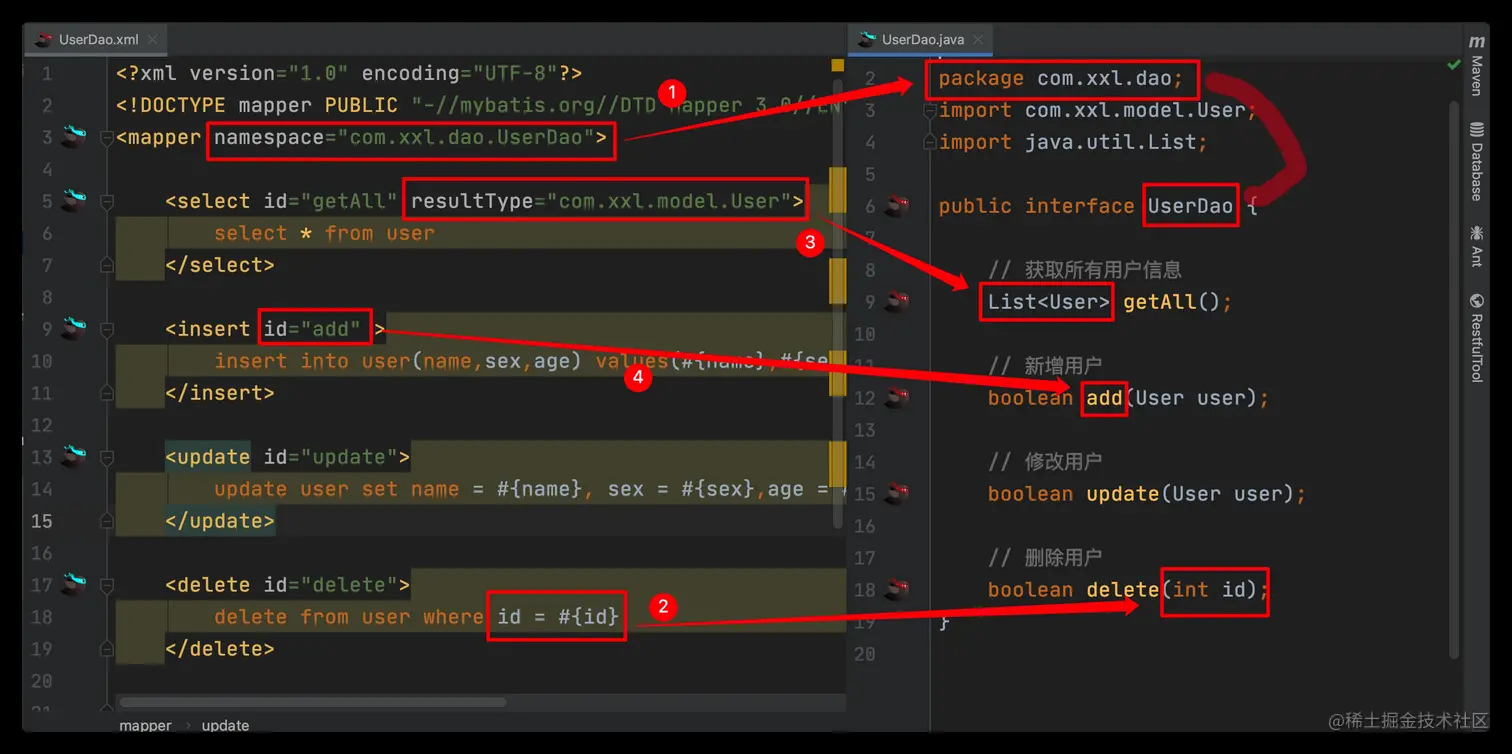 UserDao.xml
1 <?xml version="1.0" encoding="UTF-8"?>
2 <!DOCTYPE mapper PUBLIC "-//mybatis.org//DTD mapper 3.0//EN"
3 <mapper namespace="com.xxl.dao.UserDao">
4
5 <select id="getAll" resultType="com.xxl.model.User">
6 select * from user
7 </select>
8
9 <insert id="add" >
10 insert into user(name,sex,age) values(#{name},#{se
11 </insert>
12
13 <update id="update">
14 update user set name = #{name}, sex = #{sex},age =
15 </update>
16
17 <delete id="delete">
18 delete from user where id = #{id}
19 </delete>
20
21
mapper › update
1
3
4
2
UserDao.java
2 package com.xxl.dao;
3 import com.xxl.model.User;
4 import java.util.List;
5
6 public interface UserDao {
7
8 // 获取所有用户信息
9 List<User> getAll();
10
11 // 新增用户
12 boolean add(User user);
13
14 // 修改用户
15 boolean update(User user);
16
17 // 删除用户
18 boolean delete(int id);
19 }
20
m
Maven
Database
Ant
RestfulTool
@稀土掘金技术社区